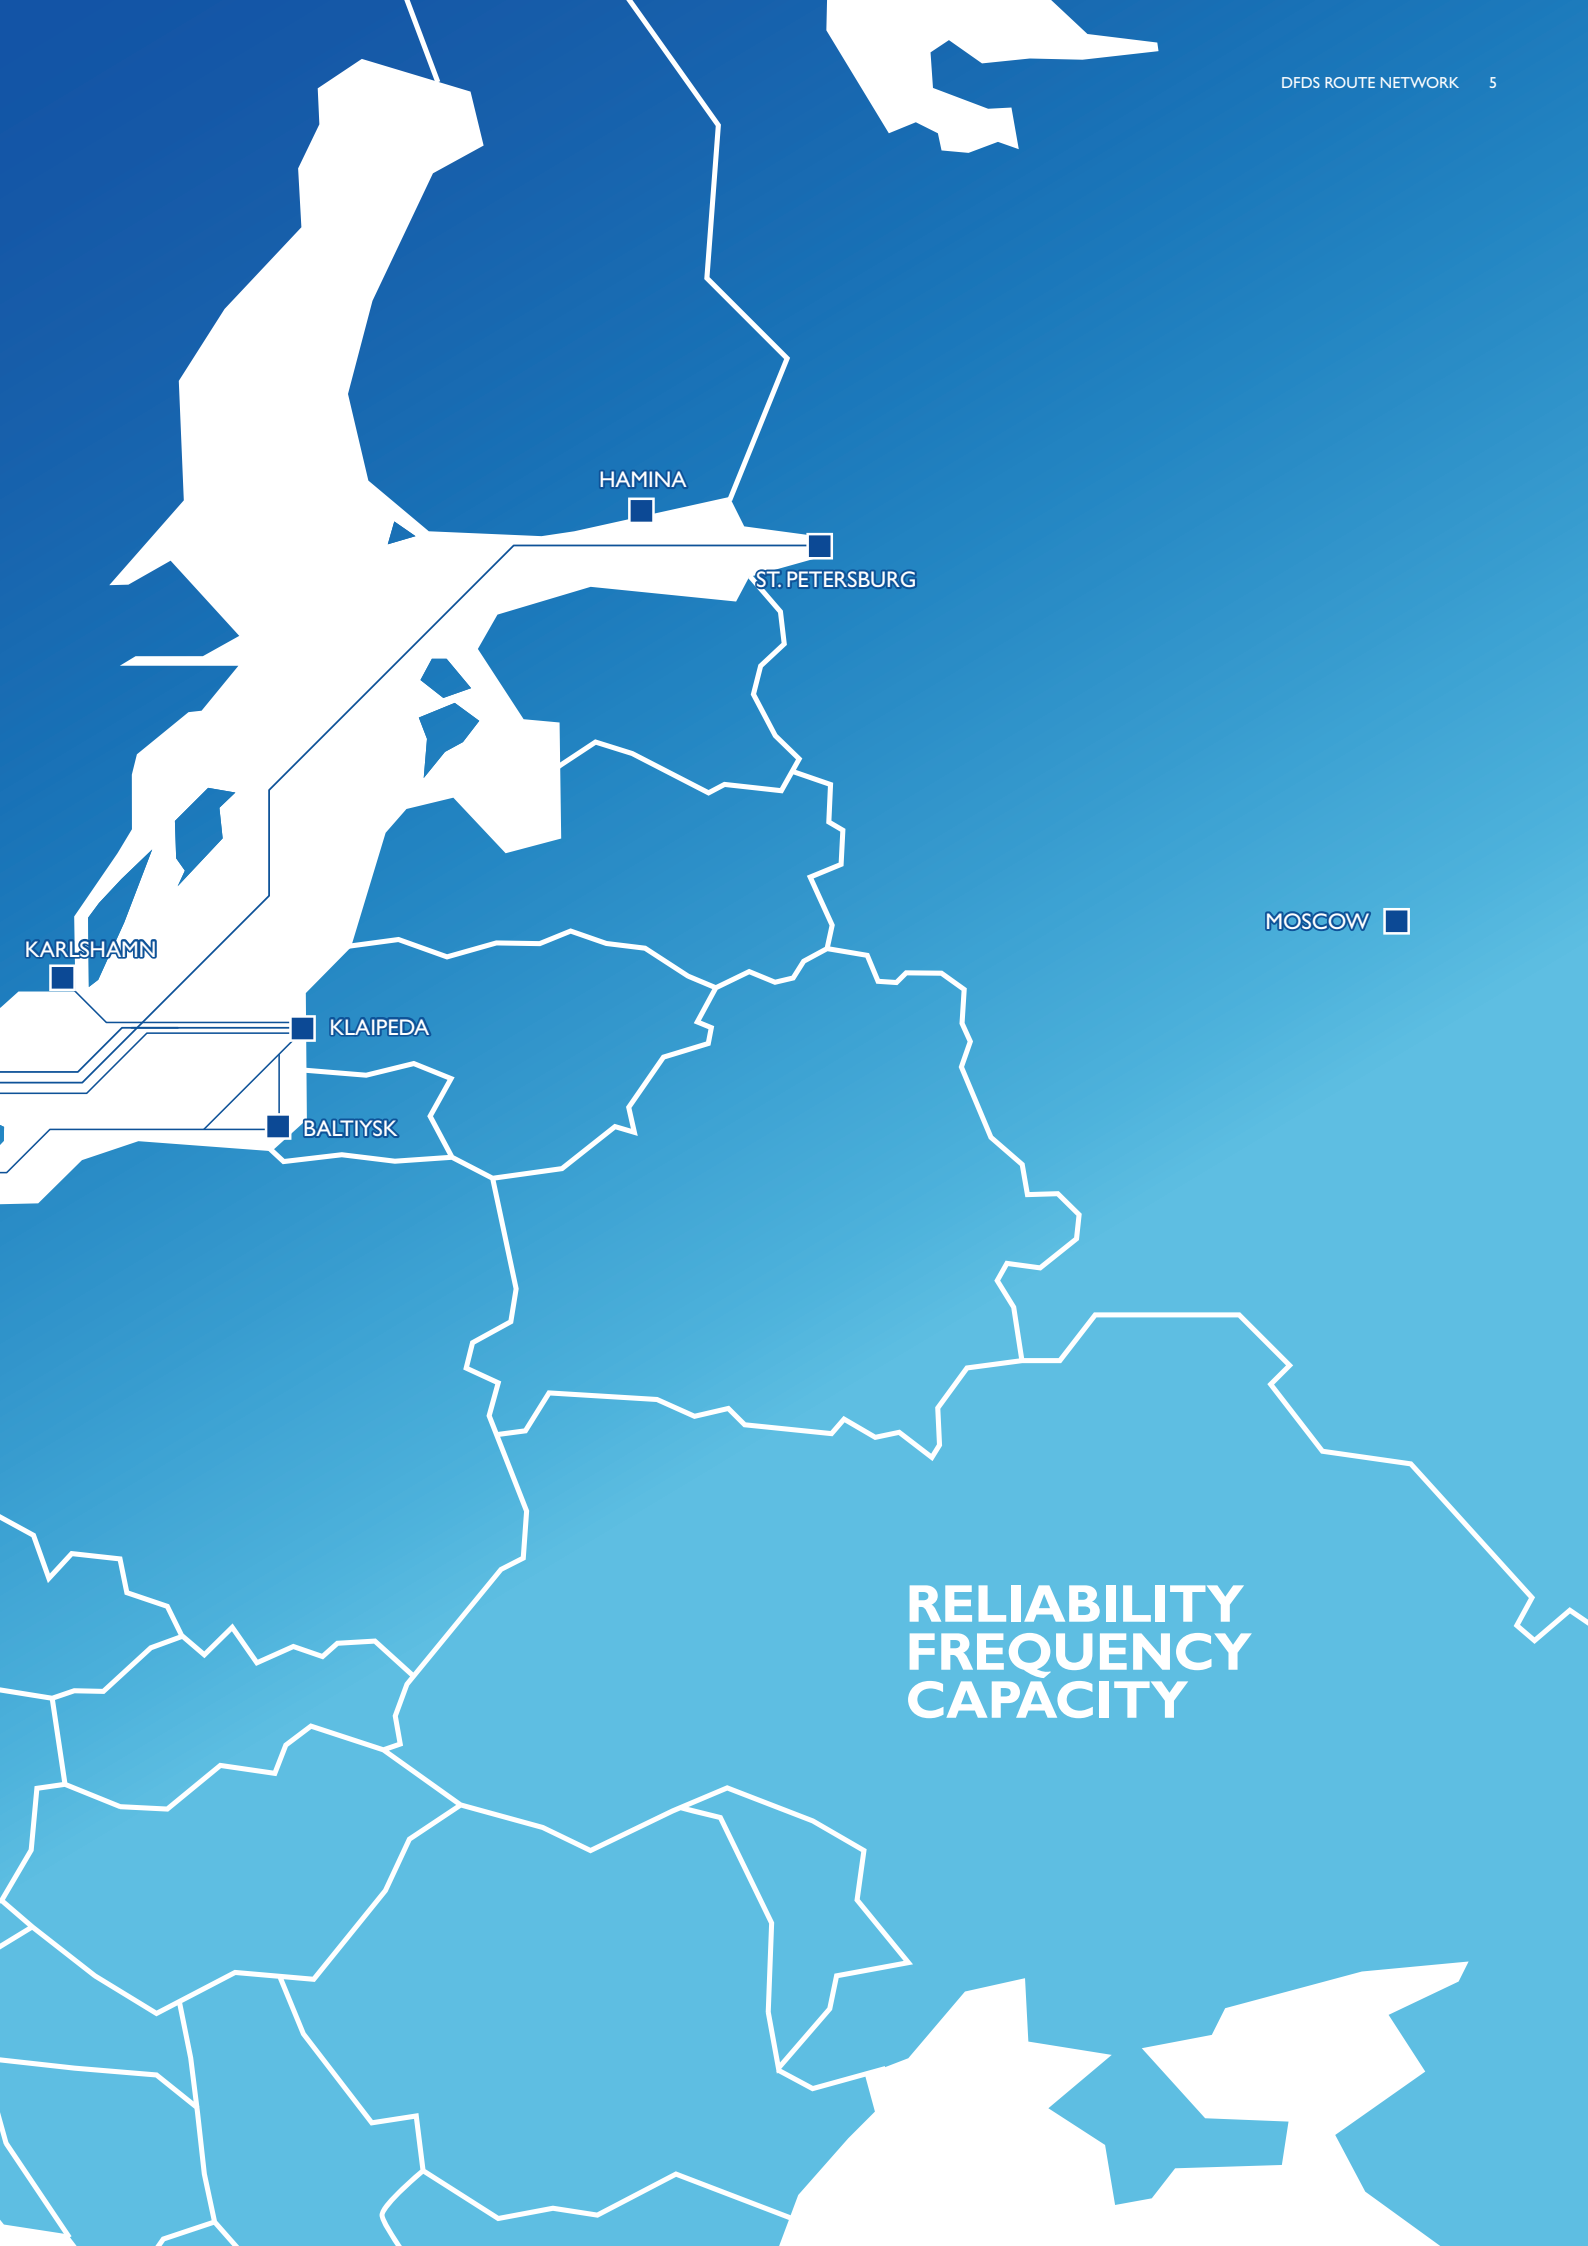 DFDS ROUTE NETWORK 5
HAMINA
ST. PETERSBURG
MOSCOW
KARLSHAMN
KLAIPEDA
BALTIYSK
RELIABILITY
FREQUENCY
CAPACITY